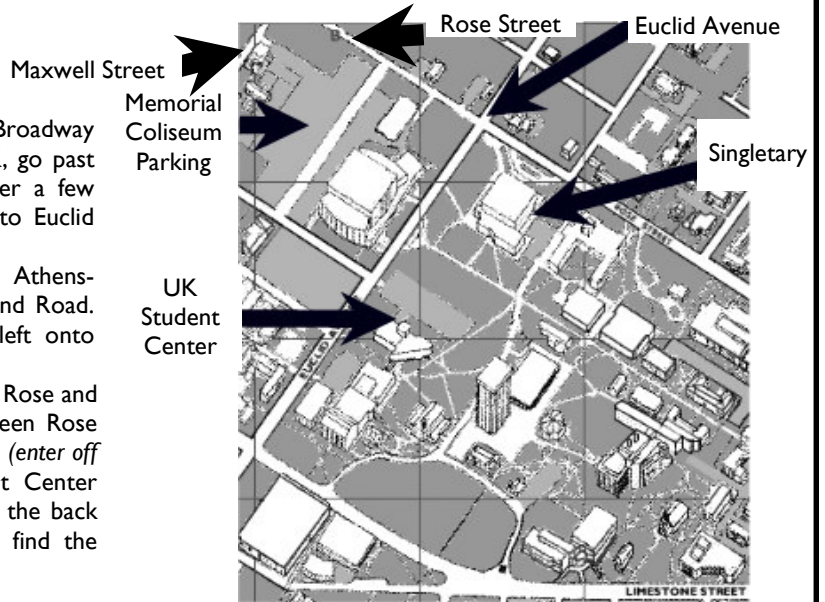 Rose Street
Euclid Avenue
Maxwell Street
Memorial
Coliseum
Parking
Singletary
UK
Student
Center
Broadway
, go past
er a few
to Euclid
Athens-
nd Road.
left onto
Rose and
een Rose
(enter off
t Center
the back
find the
STREET
LIMESTONE STREET